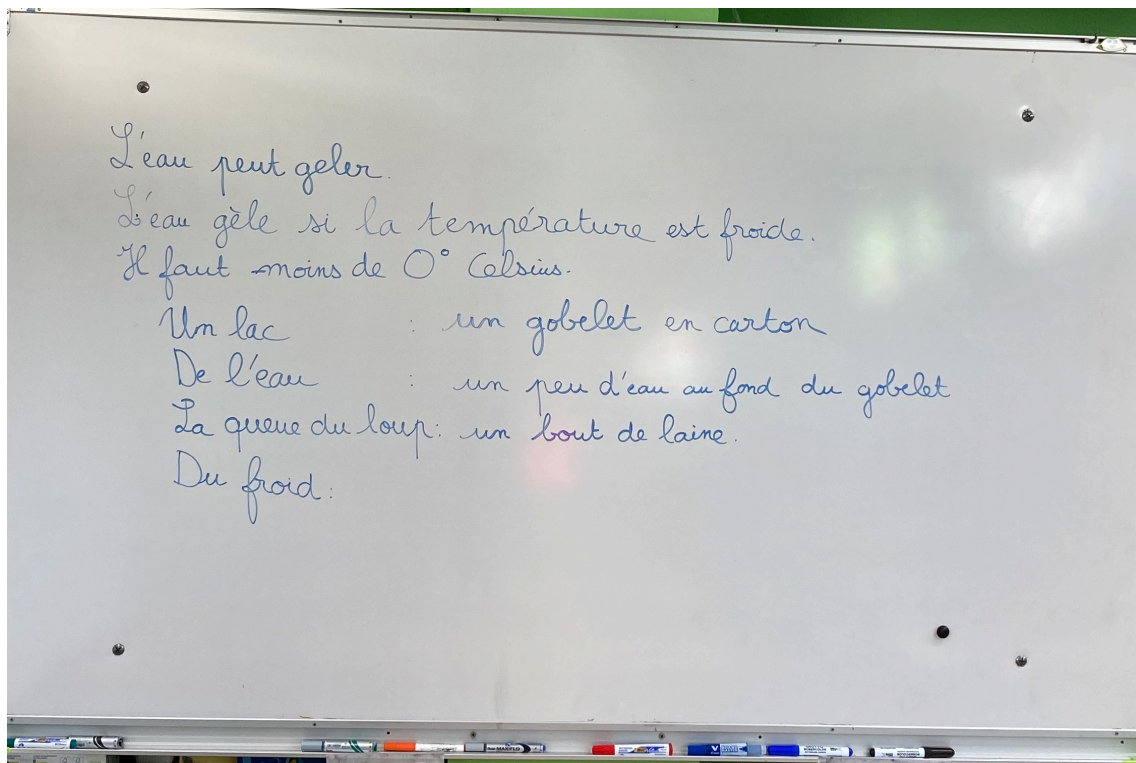 L'eau peut geler.
L'eau gèle si la température est froide.
Il faut moins de 0° Celsius.
Un lac : un gobelet en carton
De l'eau : un peu d'eau au fond du gobelet
La queue du loup : un bout de laine.
Du froid :